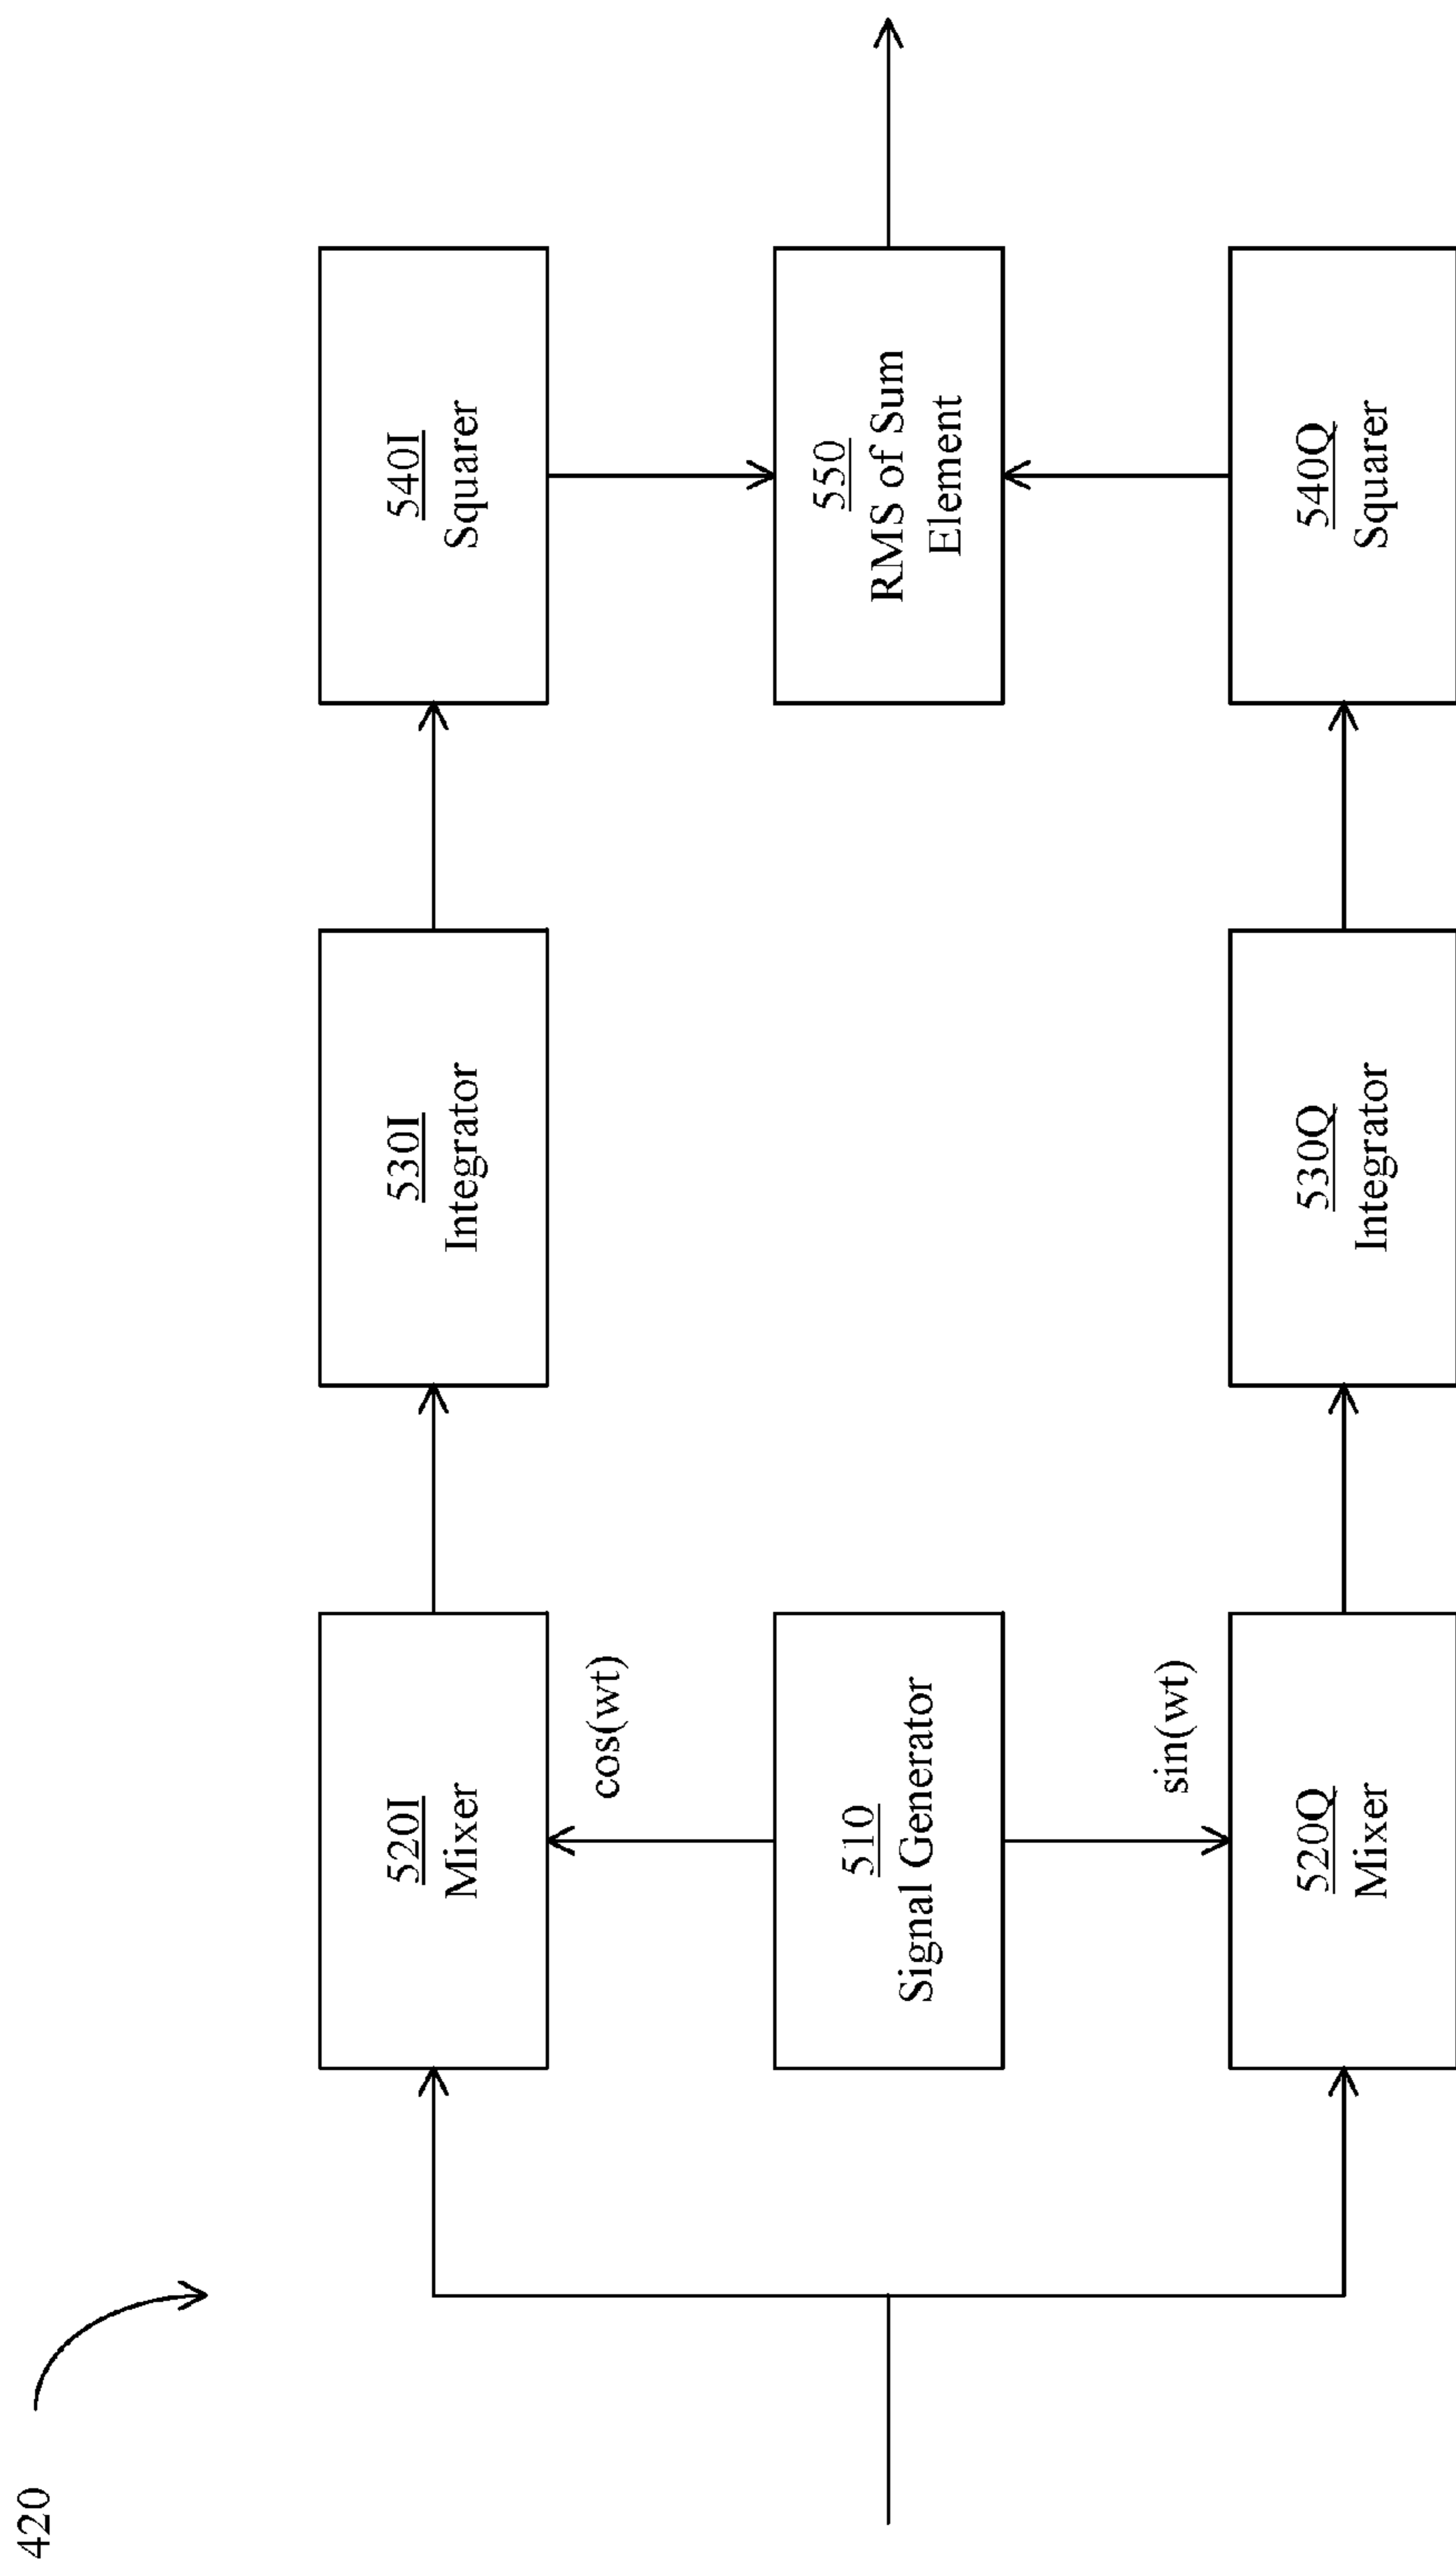 420
520I
Mixer
530I
Integrator
540I
Squarer
cos(wt)
510
Signal Generator
550
RMS of Sum
Element
sin(wt)
520Q
Mixer
530Q
Integrator
540Q
Squarer